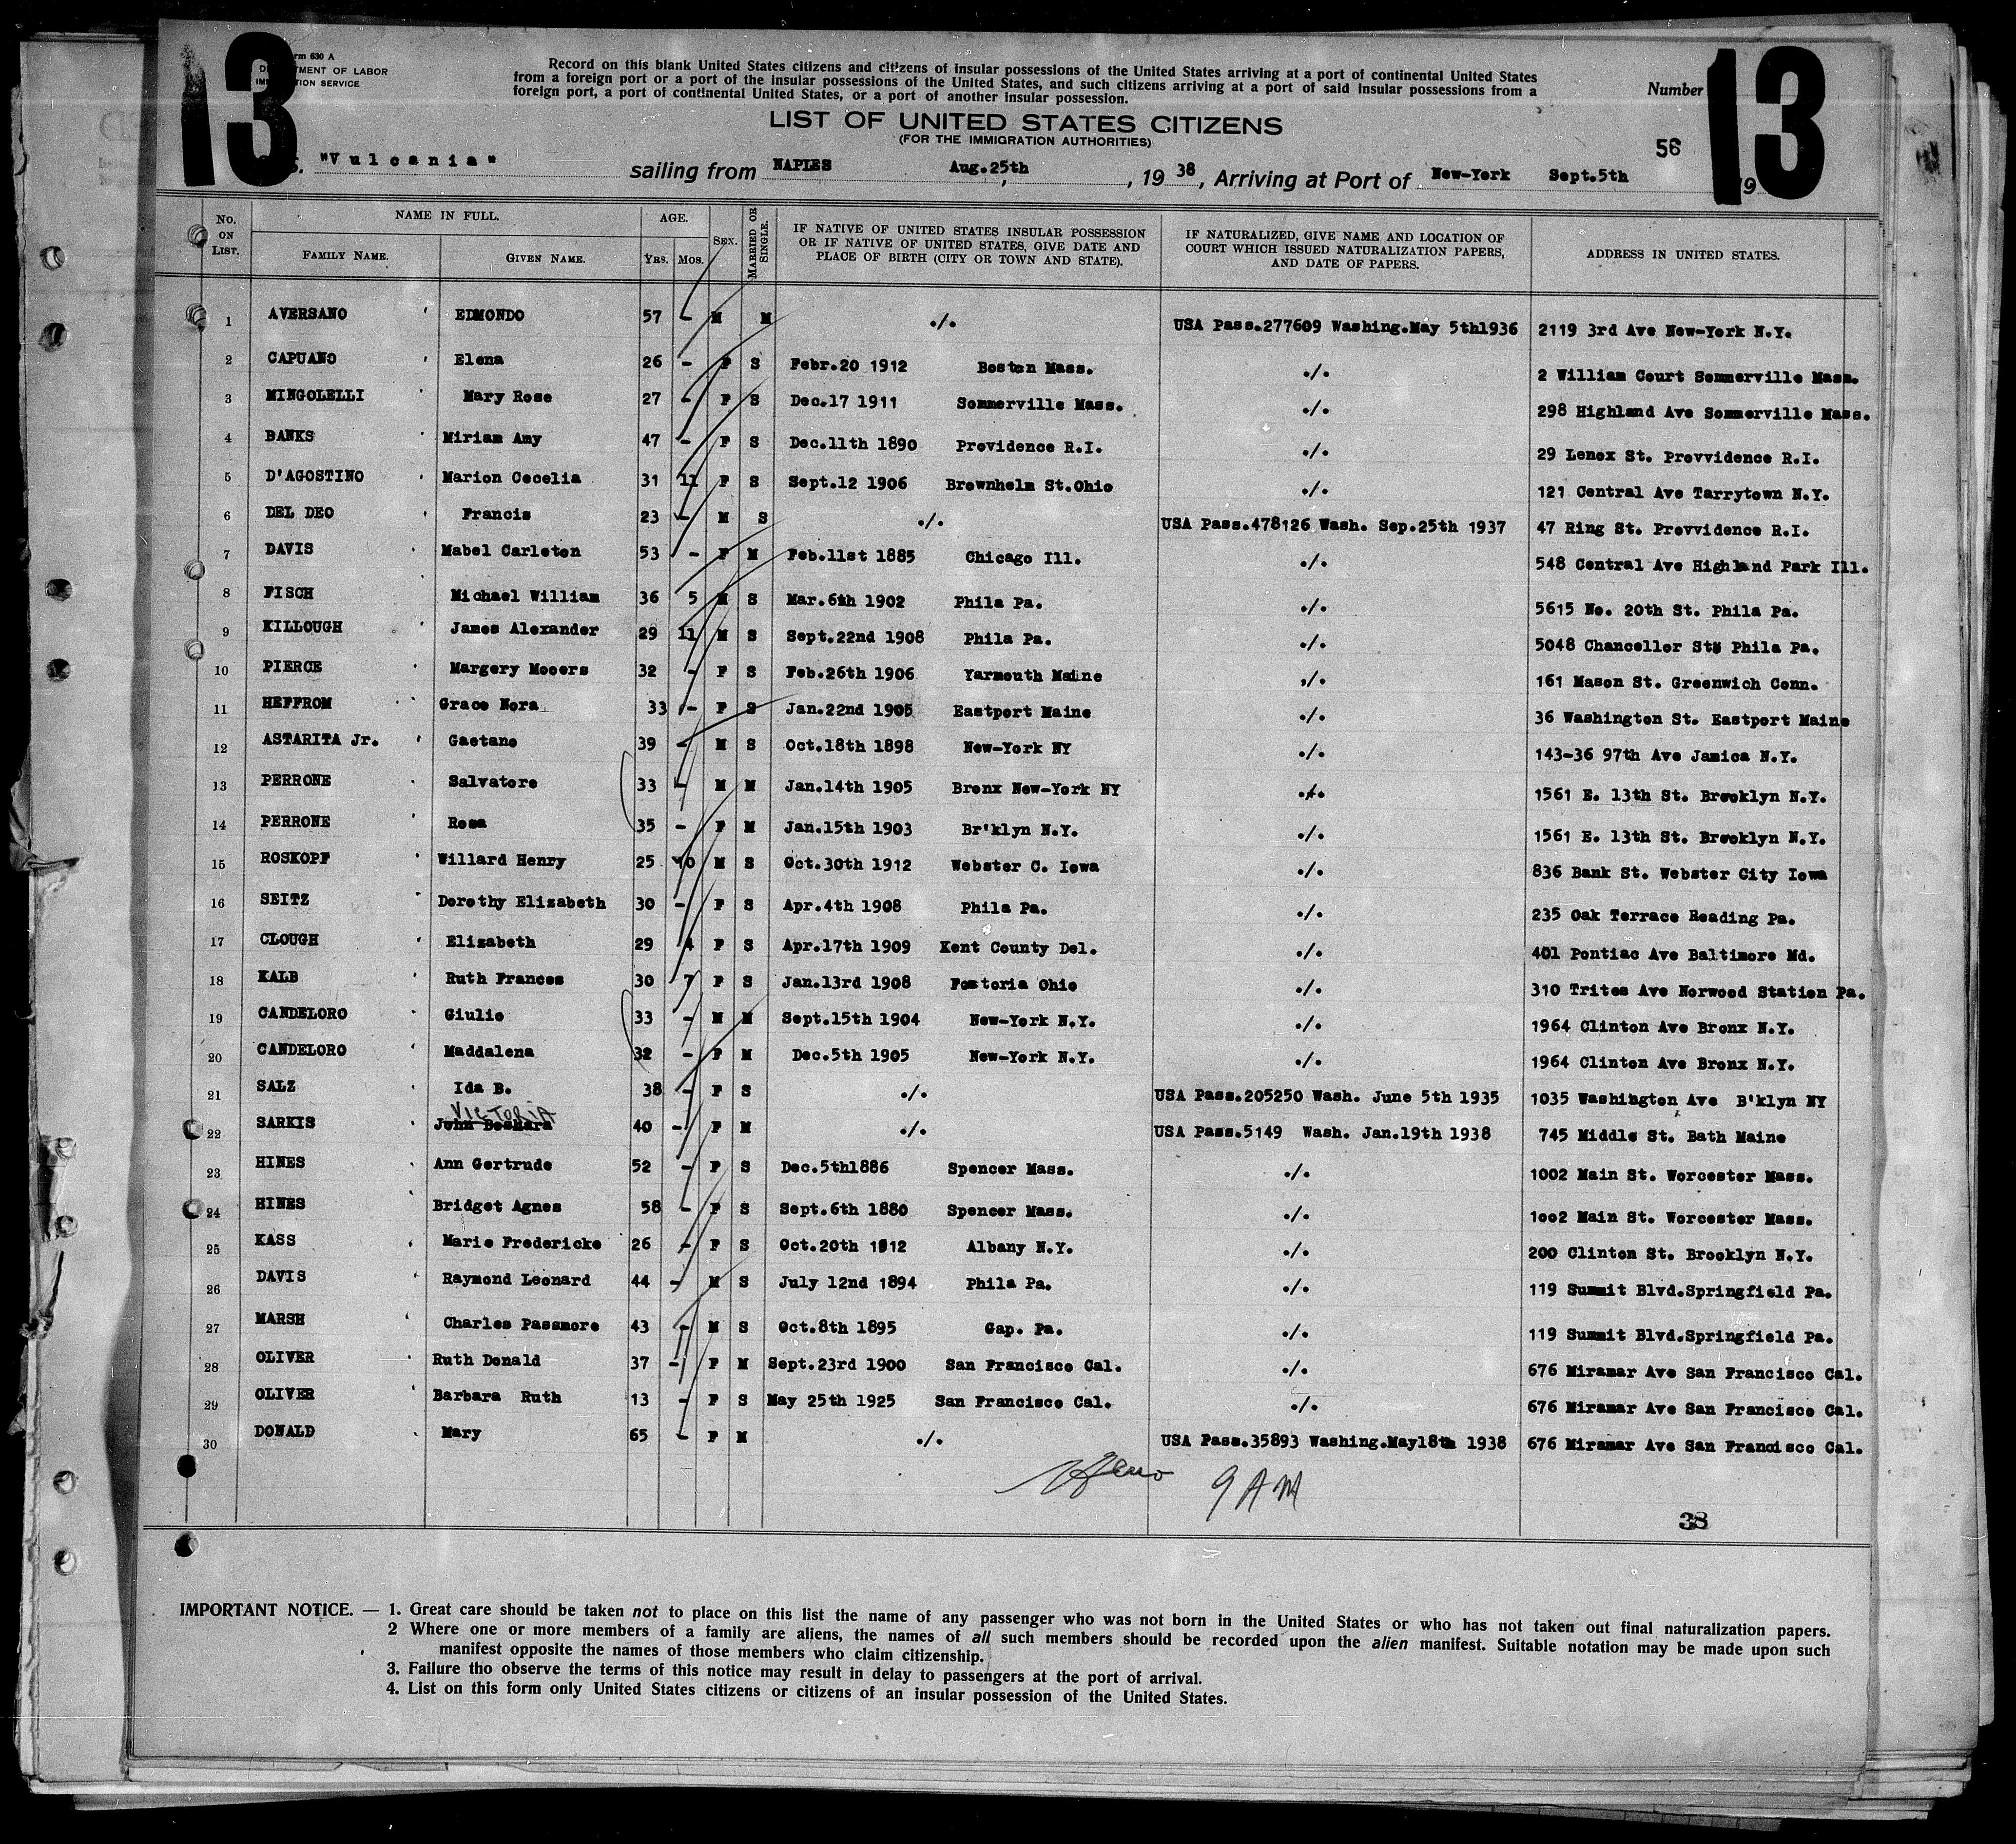 13
13
rm 630 A
MENT OF LABOR
TION SERVICE
Record on this blank United States citizens and citizens of insular possessions of the United States arriving at a port of continental United States
from a foreign port or a port of the insular possessions of the United States, and such citizens arriving at a port of said insular possessions from a
foreign port, a port of continental United States, or a port of another insular possession.
Number
LIST OF UNITED STATES CITIZENS
(FOR THE IMMIGRATION AUTHORITIES)
56
S. "Vulcania" sailing from NAPLES Aug.25th, 19 38, Arriving at Port of New-York Sept.5th 19
No. ON LIST. NAME IN FULL. FAMILY NAME. GIVEN NAME. AGE. YRS. MOS. SEX. MARRIED OR SINGLE. IF NATIVE OF UNITED STATES INSULAR POSSESSION OR IF NATIVE OF UNITED STATES, GIVE DATE AND PLACE OF BIRTH (CITY OR TOWN AND STATE). IF NATURALIZED, GIVE NAME AND LOCATION OF COURT WHICH ISSUED NATURALIZATION PAPERS, AND DATE OF PAPERS. ADDRESS IN UNITED STATES.
1 AVERSANO EDMONDO 57 - M M ./. USA Pass.277609 Washing.May 5th1936 2119 3rd Ave New-York N.Y.
2 CAPUANO Elena 26 - F S Febr.20 1912 Boston Mass. ./. 2 William Court Sommerville Mass.
3 MINGOLELLI Mary Rose 27 - F S Dec.17 1911 Sommerville Mass. ./. 298 Highland Ave Sommerville Mass.
4 BANKS Miriam Any 47 - F S Dec.11th 1890 Providence R.I. ./. 29 Lenox St. Provvidence R.I.
5 D'AGOSTINO Marion Cecelia 31 11 F S Sept.12 1906 Brownhelm St.Ohio ./. 121 Central Ave Tarrytown N.Y.
6 DEL DEO Francis 23 - M S ./. USA Pass.478126 Wash. Sep.25th 1937 47 Ring St. Provvidence R.I.
7 DAVIS Mabel Carleton 53 - F M Feb.11st 1885 Chicago Ill. ./. 548 Central Ave Highland Park Ill.
8 FISCH Michael William 36 5 M S Mar.6th 1902 Phila Pa. ./. 5615 No. 20th St. Phila Pa.
9 KILLOUGH James Alexander 29 11 M S Sept.22nd 1908 Phila Pa. ./. 5048 Chancellor St. Phila Pa.
10 PIERCE Margery Mooers 32 - F S Feb.26th 1906 Yarmouth Maine ./. 161 Mason St. Greenwich Conn.
11 HEFFROM Grace Nora 33 - F S Jan.22nd 1905 Eastport Maine ./. 36 Washington St. Eastport Maine
12 ASTARITA Jr. Gaetano 39 - M S Oct.18th 1898 New-York NY ./. 143-36 97th Ave Jamica N.Y.
13 PERRONE Salvatore 33 - M M Jan.14th 1905 Bronx New-York NY ./. 1561 E. 13th St. Brooklyn N.Y.
14 PERRONE Rosa 35 - F M Jan.15th 1903 Br'klyn N.Y. ./. 1561 E. 13th St. Brooklyn N.Y.
15 ROSKOPF Willard Henry 25 10 M S Oct.30th 1912 Webster C. Iowa ./. 836 Bank St. Webster City Iowa
16 SEITZ Dorothy Elizabeth 30 - F S Apr.4th 1908 Phila Pa. ./. 235 Oak Terrace Reading Pa.
17 CLOUGH Elizabeth 29 4 F S Apr.17th 1909 Kent County Del. ./. 401 Pontiac Ave Baltimore Md.
18 KALB Ruth Frances 30 7 F S Jan.13rd 1908 Fostoria Ohio ./. 310 Trites Ave Norwood Station Pa.
19 CANDELORO Giulio 33 - M M Sept.15th 1904 New-York N.Y. ./. 1964 Clinton Ave Bronx N.Y.
20 CANDELORO Maddalena 32 - F M Dec.5th 1905 New-York N.Y. ./. 1964 Clinton Ave Bronx N.Y.
21 SALZ Ida B. 38 - F S ./. USA Pass.205250 Wash. June 5th 1935 1035 Washington Ave B'klyn NY
VICTORIA
22 SARKIS John Beshara 40 - F M ./. USA Pass.5149 Wash. Jan.19th 1938 745 Middle St. Bath Maine
23 HINES Ann Gertrude 52 - F S Dec.5th1886 Spencer Mass. ./. 1002 Main St. Worcester Mass.
24 HINES Bridget Agnes 58 - F S Sept.6th 1880 Spencer Mass. ./. 1002 Main St. Worcester Mass.
25 KASS Marie Fredericke 26 - F S Oct.20th 1912 Albany N.Y. ./. 200 Clinton St. Brooklyn N.Y.
26 DAVIS Raymond Leonard 44 - M S July 12nd 1894 Phila Pa. ./. 119 Summit Blvd.Springfield Pa.
27 MARSH Charles Passmore 43 - M S Oct.8th 1895 Gap. Pa. ./. 119 Summit Blvd.Springfield Pa.
28 OLIVER Ruth Donald 37 - F M Sept.23rd 1900 San Francisco Cal. ./. 676 Miramar Ave San Francisco Cal.
29 OLIVER Barbara Ruth 13 - F S May 25th 1925 San Francisco Cal. ./. 676 Miramar Ave San Francisco Cal.
30 DONALD Mary 65 - F M ./. USA Pass.35893 Washing.May18th 1938 676 Miramar Ave San Francisco Cal.
9 AM
38
IMPORTANT NOTICE. — 1. Great care should be taken not to place on this list the name of any passenger who was not born in the United States or who has not taken out final naturalization papers.
2 Where one or more members of a family are aliens, the names of all such members should be recorded upon the alien manifest. Suitable notation may be made upon such
manifest opposite the names of those members who claim citizenship.
3. Failure tho observe the terms of this notice may result in delay to passengers at the port of arrival.
4. List on this form only United States citizens or citizens of an insular possession of the United States.